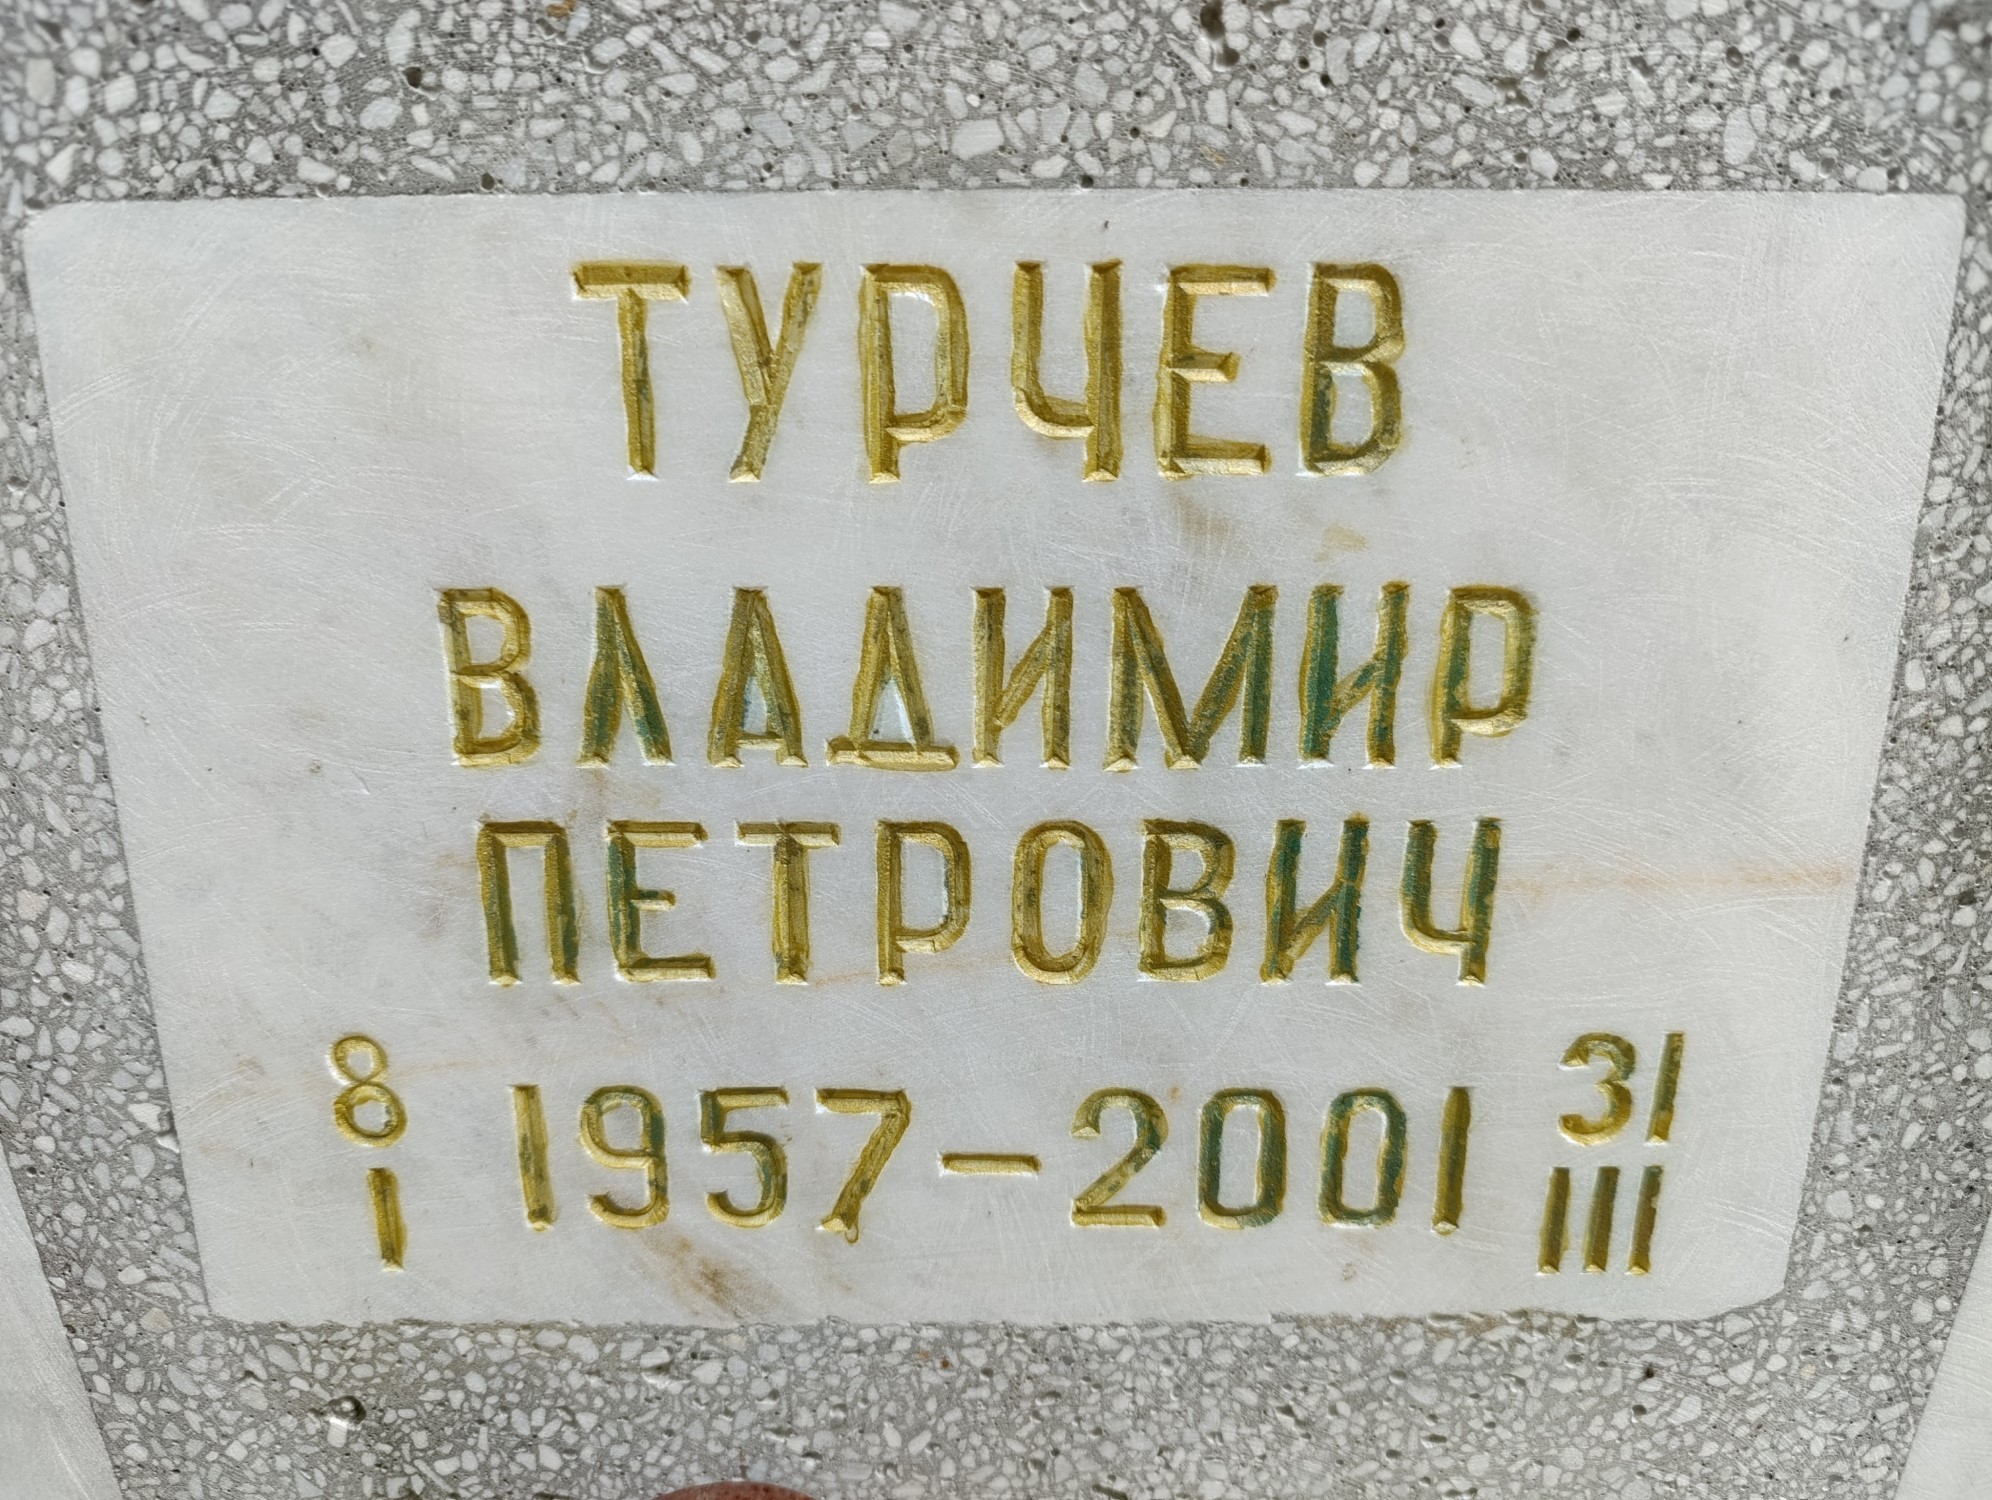 ТУРЧЕВ
ВЛАДИМИР
ПЕТРОВИЧ
8 I 1957-2001 31 III